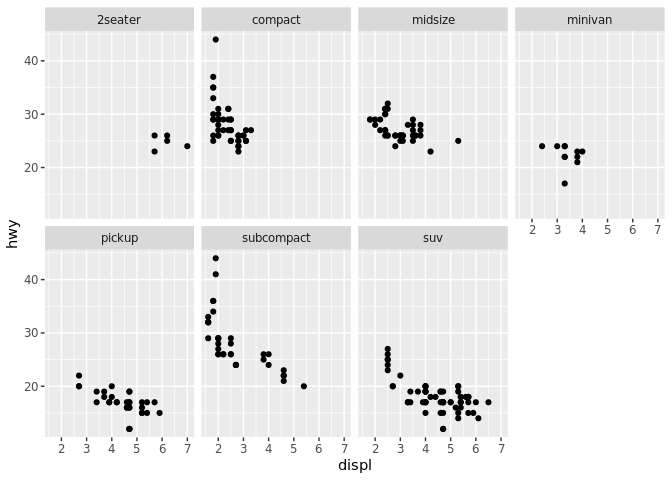 2seater compact midsize minivan
40
30
20
hwy
2 3 4 5 6 7
pickup subcompact suv
40
30
20
2 3 4 5 6 7 2 3 4 5 6 7 2 3 4 5 6 7
displ